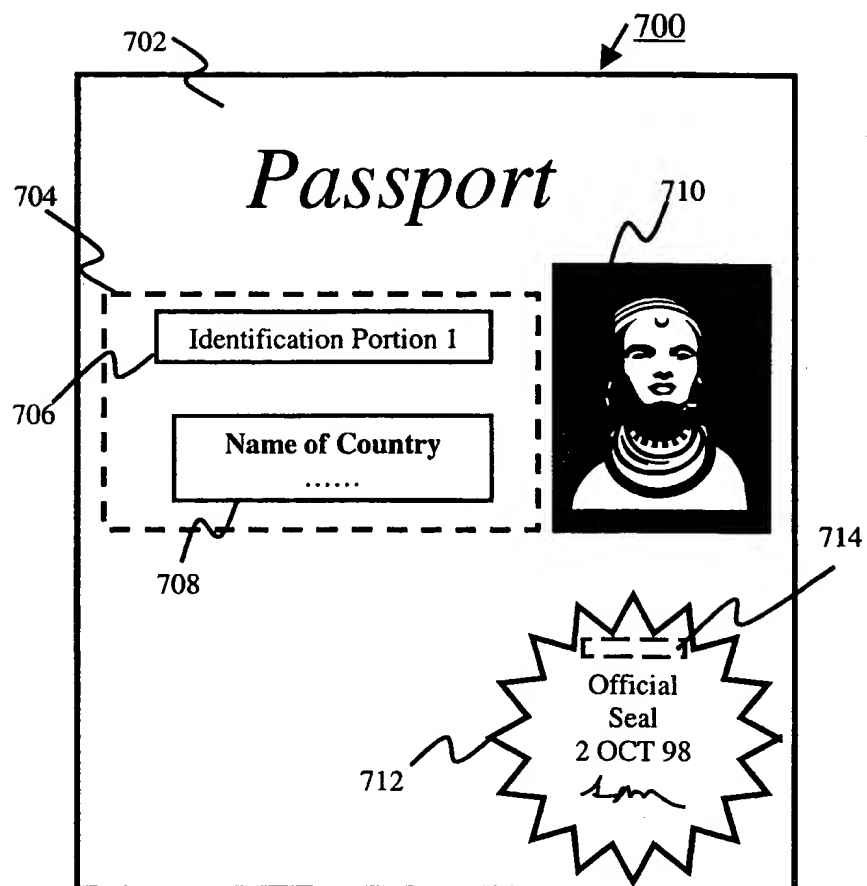 702
700
Passport
704
710
Identification Portion 1
706
Name of Country
......
708
714
Official
Seal
2 OCT 98
712